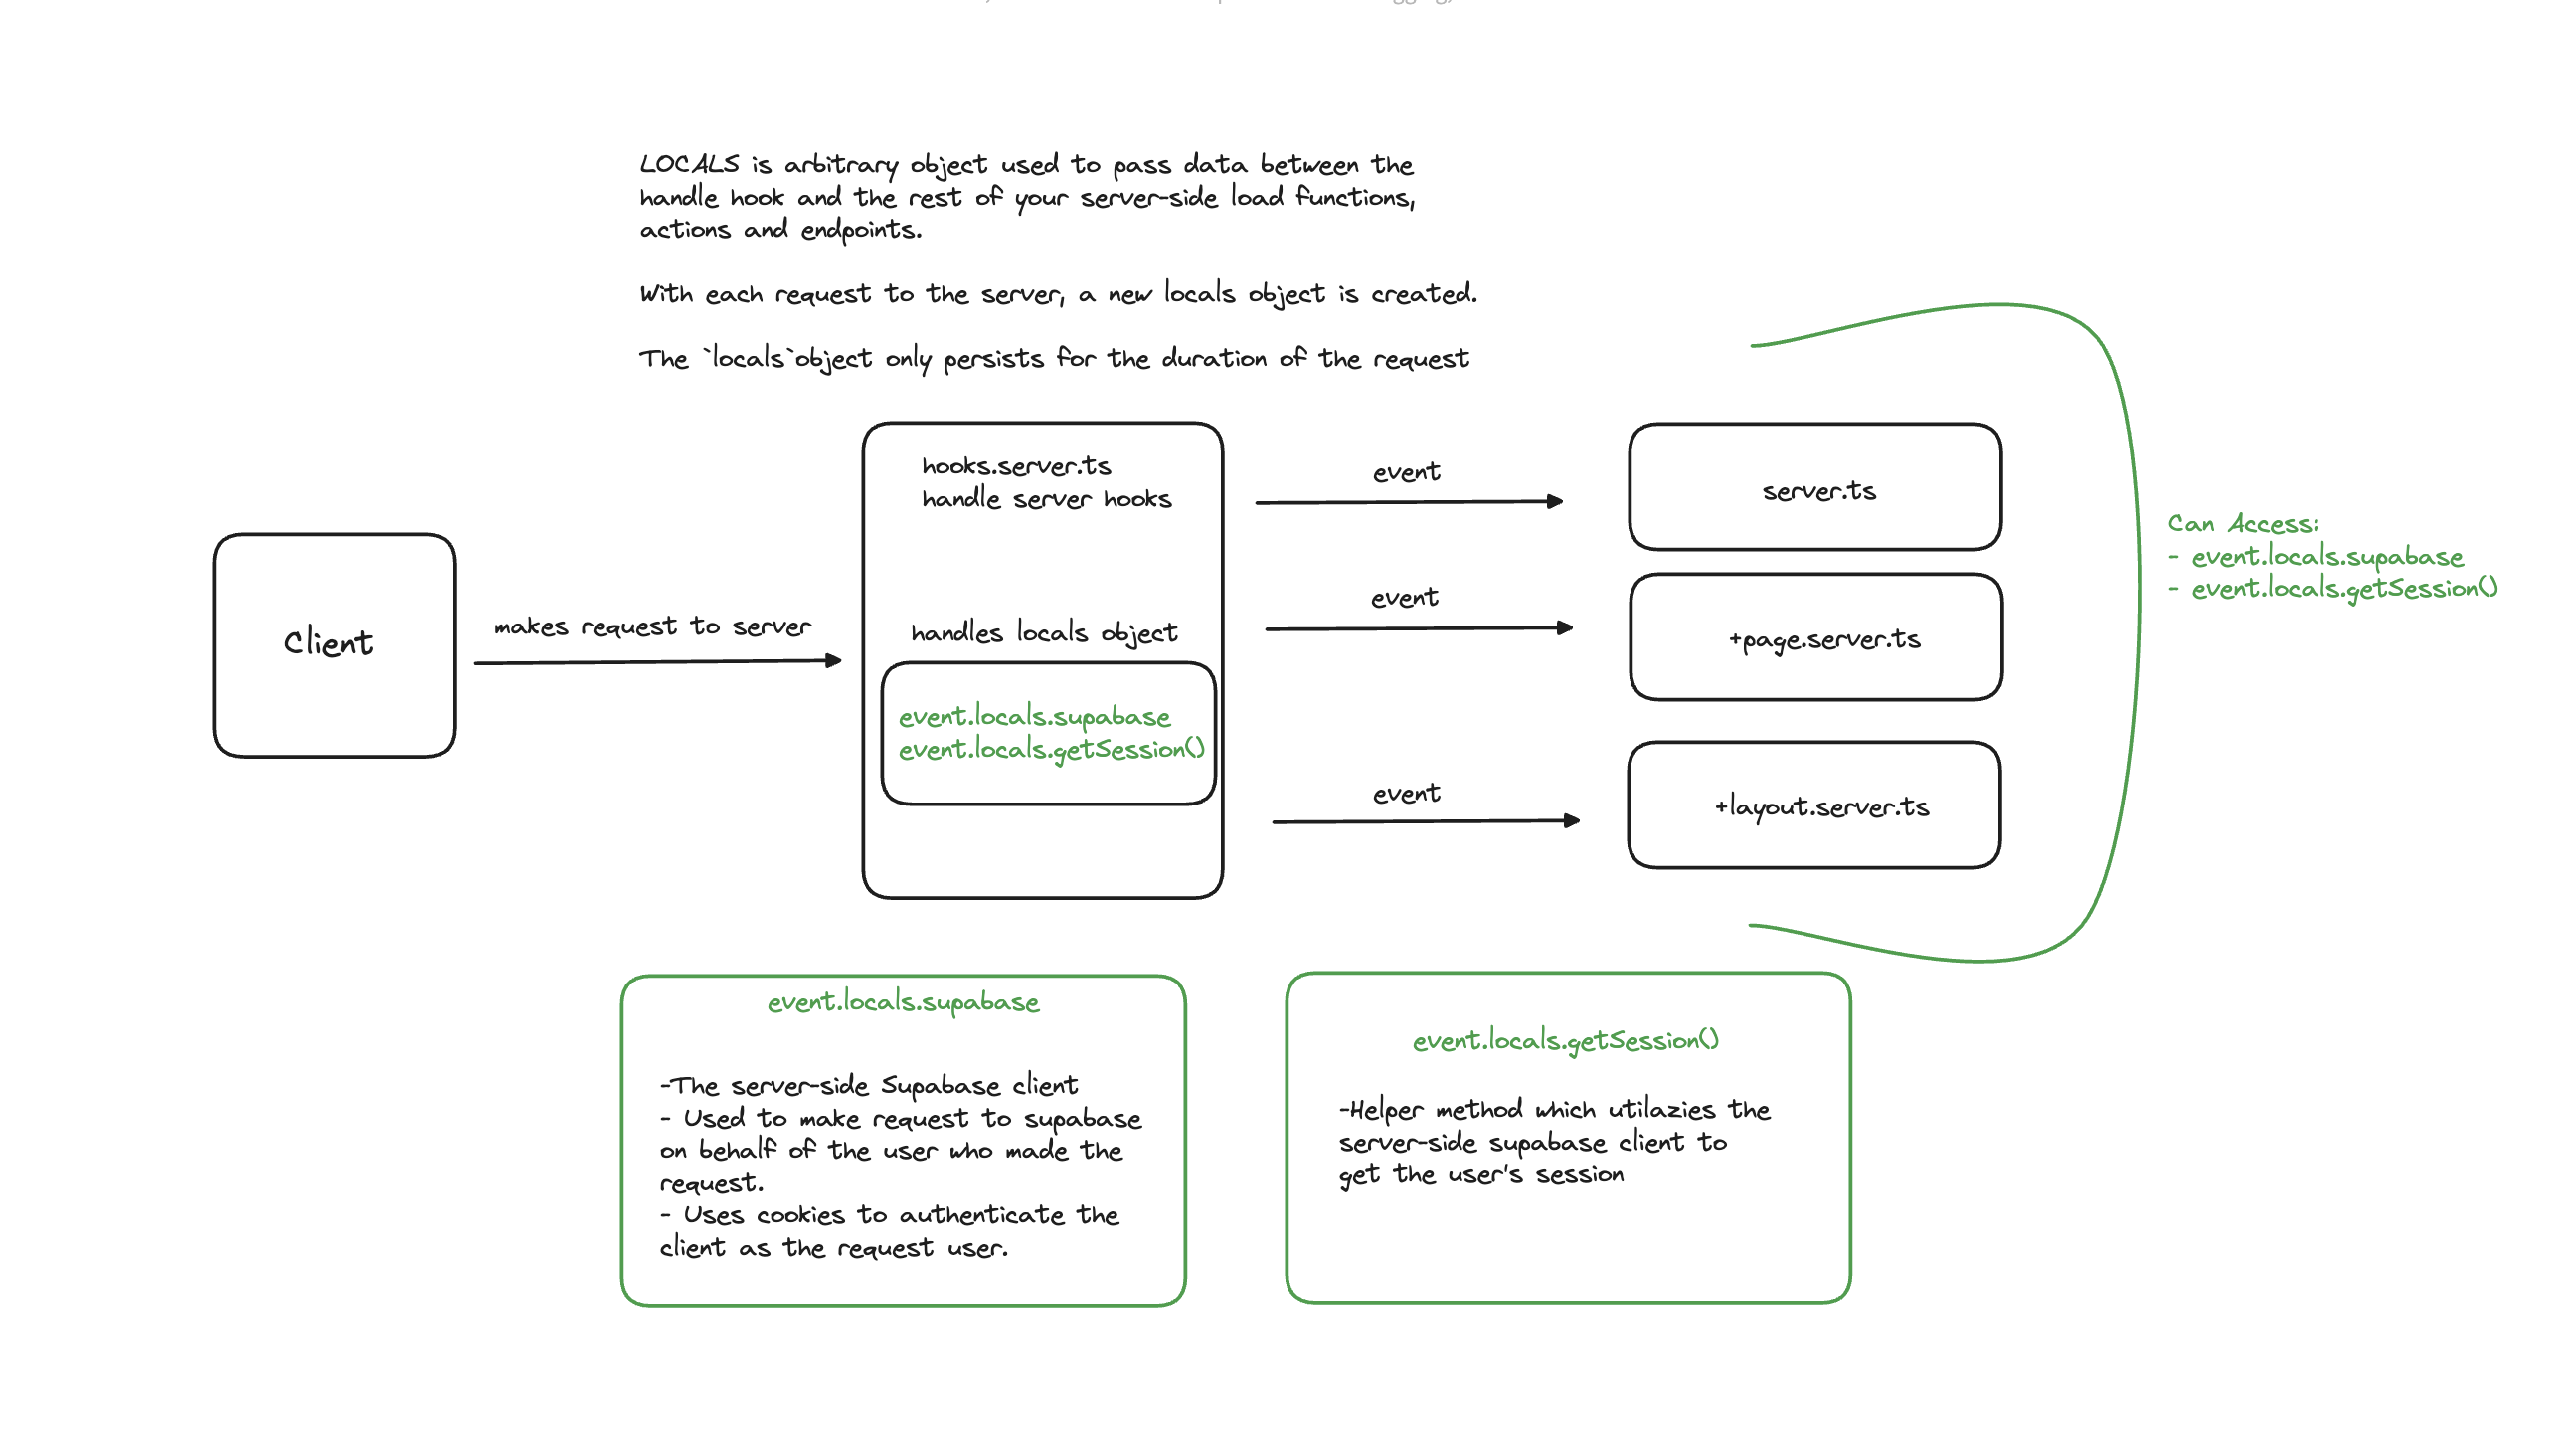 LOCALS is arbitrary object used to pass data between the
handle hook and the rest of your server-side load functions,
actions and endpoints.
With each request to the server, a new locals object is created.
The `locals`object only persists for the duration of the request
Client
makes request to server
hooks.server.ts
handle server hooks
handles locals object
event.locals.supabase
event.locals.getSession()
event
event
event
server.ts
+page.server.ts
+layout.server.ts
Can Access:
- event.locals.supabase
- event.locals.getSession()
event.locals.supabase
-The server-side Supabase client
- Used to make request to supabase
on behalf of the user who made the
request.
- Uses cookies to authenticate the
client as the request user.
event.locals.getSession()
-Helper method which utilazies the
server-side supabase client to
get the user's session